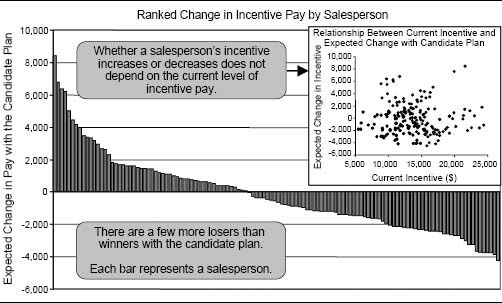 Ranked Change in Incentive Pay by Salesperson
Expected Change in Pay with the Candidate Plan
10,000
8,000
6,000
4,000
2,000
0
-2,000
-4,000
-6,000
Whether a salesperson's incentive
increases or decreases does not
depend on the current level of
incentive pay.
Relationship Between Current Incentive and
Expected Change with Candidate Plan
Expected Change in Incentive
10,000
8,000
6,000
4,000
2,000
0
-2,000
-4,000
-6,000
5,000 10,000 15,000 20,000 25,000
Current Incentive ($)
There are a few more losers than
winners with the candidate plan.
Each bar represents a salesperson.